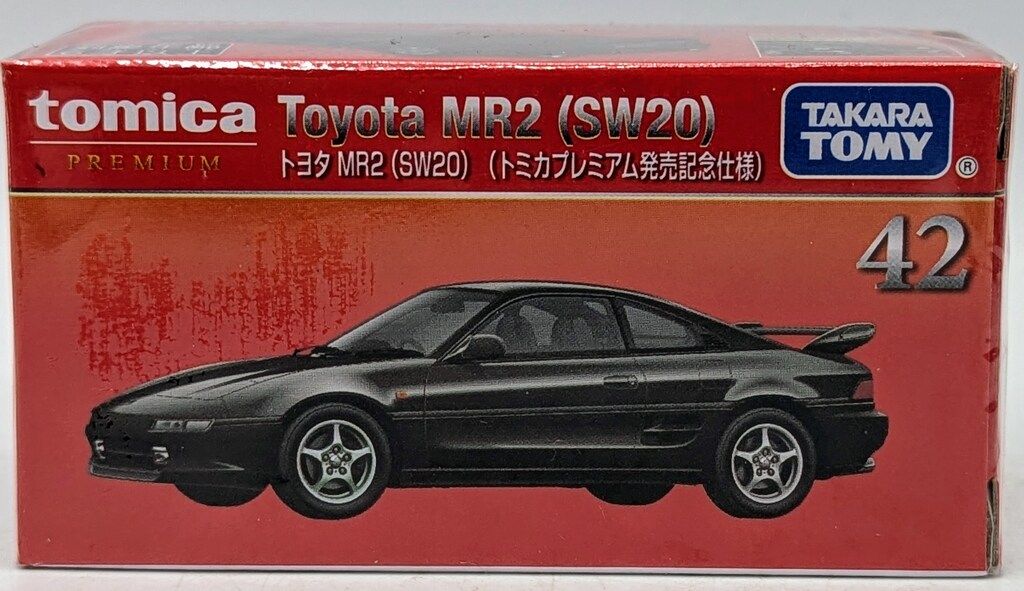 tomica
PREMIUM
Toyota MR2 (SW20)
トヨタ MR2 (SW20) (トミカプレミアム発売記念仕様)
TAKARA
TOMY
®
42